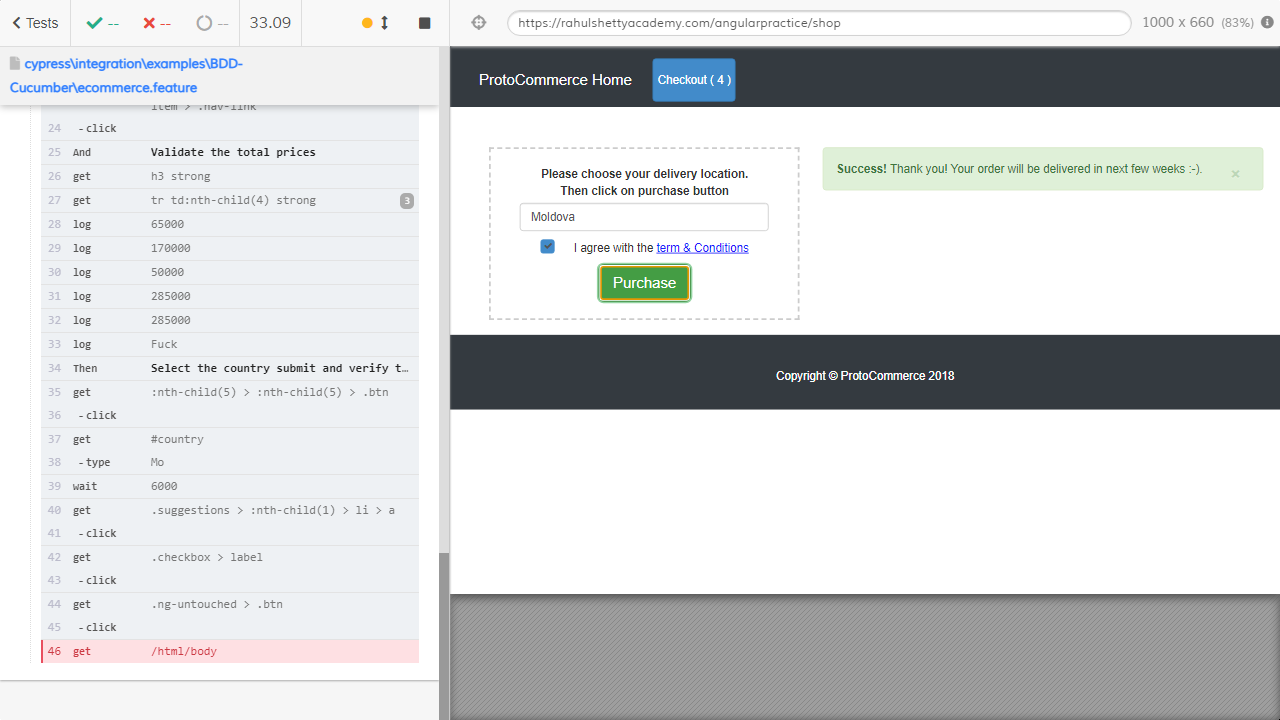 Tests
--
--
--
33.09
https://rahulshettyacademy.com/angularpractice/shop
1000 x 660 (83%)
cypress\integration\examples\BDD-
Cucumber\ecommerce.feature
item > .nav-link
24 - click
25 And Validate the total prices
26 get h3 strong
27 get tr td:nth-child(4) strong 3
28 log 65000
29 log 170000
30 log 50000
31 log 285000
32 log 285000
33 log Fuck
34 Then Select the country submit and verify t…
35 get :nth-child(5) > :nth-child(5) > .btn
36 - click
37 get #country
38 - type Mo
39 wait 6000
40 get .suggestions > :nth-child(1) > li > a
41 - click
42 get .checkbox > label
43 - click
44 get .ng-untouched > .btn
45 - click
46 get /html/body
ProtoCommerce Home
Checkout ( 4 )
Please choose your delivery location.
Then click on purchase button
Moldova
I agree with the term & Conditions
Purchase
Success! Thank you! Your order will be delivered in next few weeks :-).
×
Copyright © ProtoCommerce 2018